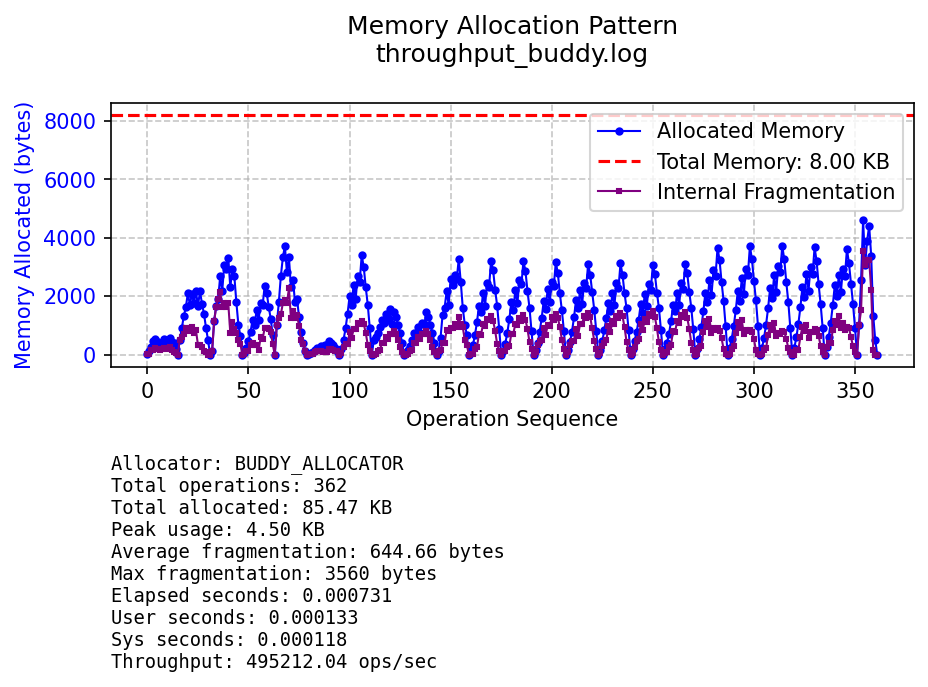 Memory Allocation Pattern
throughput_buddy.log
Memory Allocated (bytes)
8000
6000
4000
2000
0
Allocated Memory
Total Memory: 8.00 KB
Internal Fragmentation
0 50 100 150 200 250 300 350
Operation Sequence
Allocator: BUDDY_ALLOCATOR
Total operations: 362
Total allocated: 85.47 KB
Peak usage: 4.50 KB
Average fragmentation: 644.66 bytes
Max fragmentation: 3560 bytes
Elapsed seconds: 0.000731
User seconds: 0.000133
Sys seconds: 0.000118
Throughput: 495212.04 ops/sec